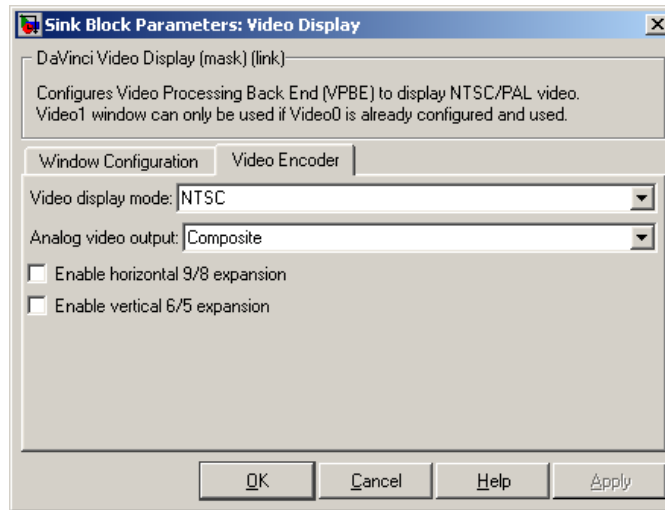 Sink Block Parameters: Video Display
DaVinci Video Display (mask) (link)
Configures Video Processing Back End (VPBE) to display NTSC/PAL video.
Video1 window can only be used if Video0 is already configured and used.
Window Configuration Video Encoder
Video display mode: NTSC
Analog video output: Composite
Enable horizontal 9/8 expansion
Enable vertical 6/5 expansion
OK Cancel Help Apply